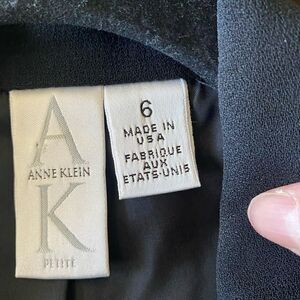 A
ANNE KLEIN
K
PETITE
6
MADE IN
USA
FABRIQUE
AUX
ETATS-UNIS